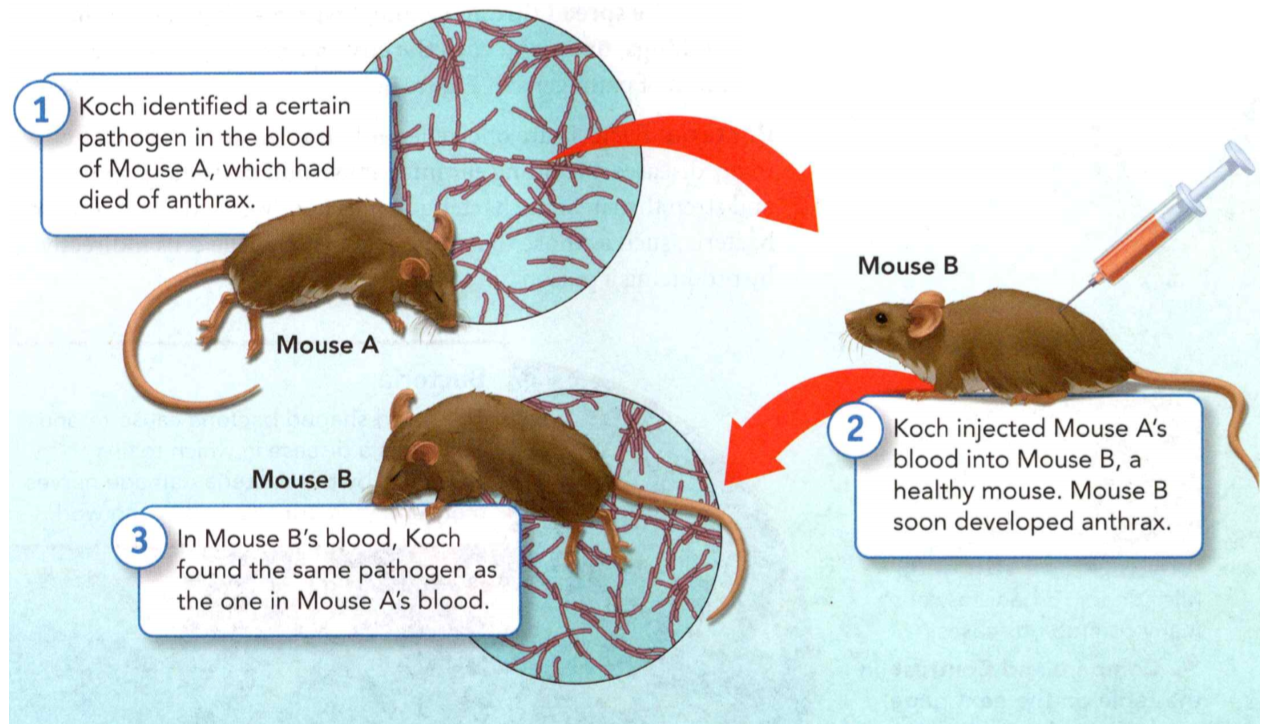 1
Koch identified a certain
pathogen in the blood
of Mouse A, which had
died of anthrax.
Mouse A
Mouse B
2
Koch injected Mouse A's
blood into Mouse B, a
healthy mouse. Mouse B
soon developed anthrax.
Mouse B
3
In Mouse B's blood, Koch
found the same pathogen as
the one in Mouse A's blood.